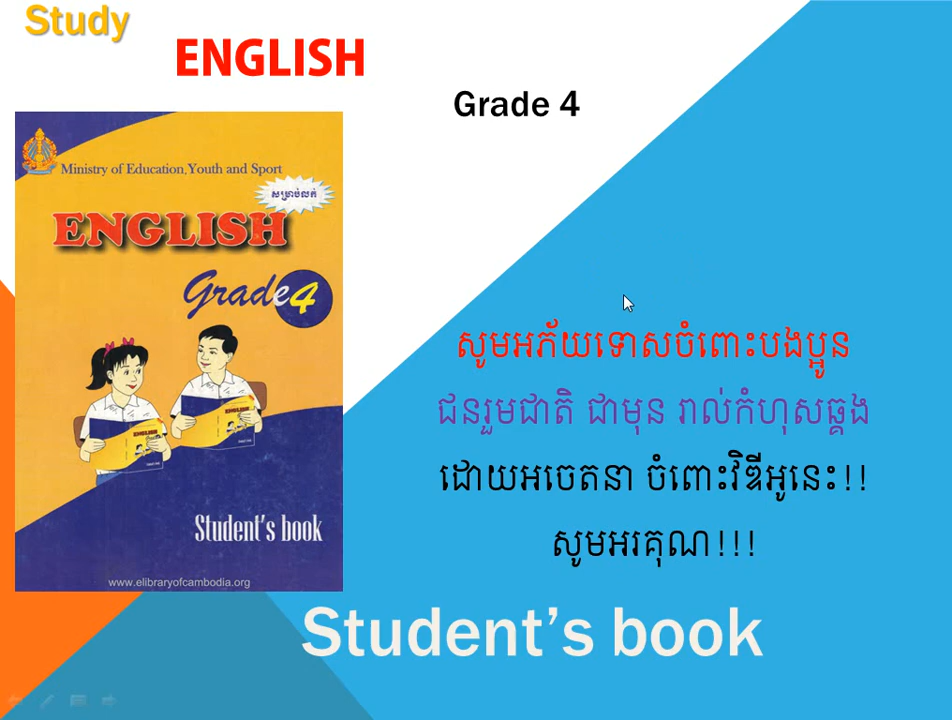 Study
ENGLISH
Grade 4
Ministry of Education, Youth and Sport
សម្រាប់លក់
ENGLISH
Grade 4
Student's book
www.elibraryofcambodia.org
សូមអភ័យទោសចំពោះបងប្អូន
ជនរួមជាតិ ជាមុន រាល់កំហុសឆ្គង
ដោយអចេតនា ចំពោះវិឌីអូនេះ!!
សូមអរគុណ!!!
Student's book